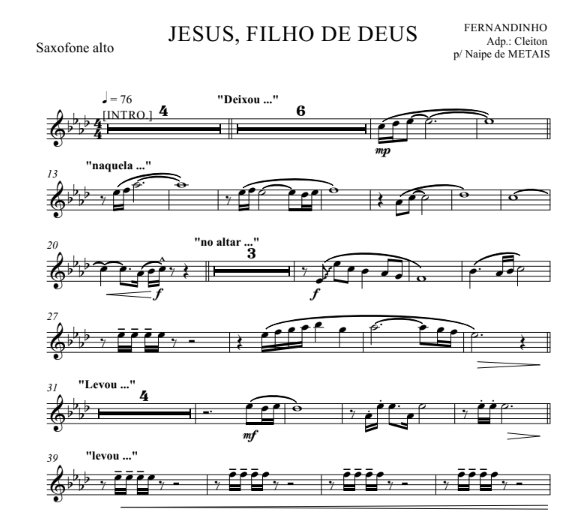 JESUS, FILHO DE DEUS
FERNANDINHO
Adp.: Cleiton
p/ Naipe de METAIS
Saxofone alto
♩ = 76
[INTRO.]
4
"Deixou ..."
6
mp
"naquela ..."
13
20
"no altar ..."
3
f
f
27
31
"Levou ..."
4
mf
39
"levou ..."